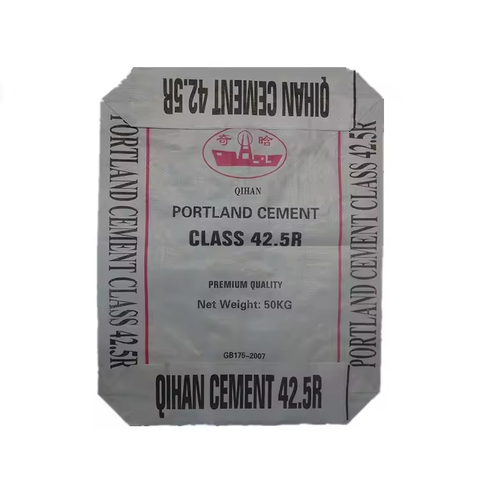 QIHAN CEMENT 42.5R
奇哈
QIHAN
PORTLAND CEMENT
CLASS 42.5R
PREMIUM QUALITY
Net Weight: 50KG
GB175-2007
PORTLAND CEMENT CLASS 42.5R
PORTLAND CEMENT CLASS 42.5R
QIHAN CEMENT 42.5R